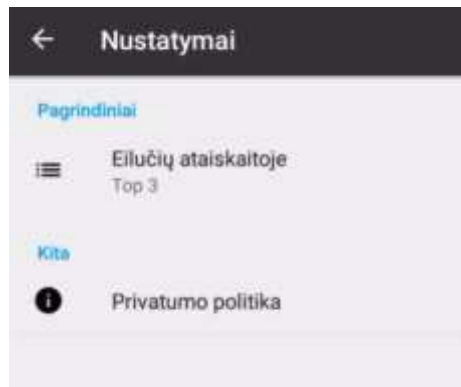 Nustatymai
Pagrindiniai
Eilučių ataiskaitoje
Top 3
Kita
Privatumo politika